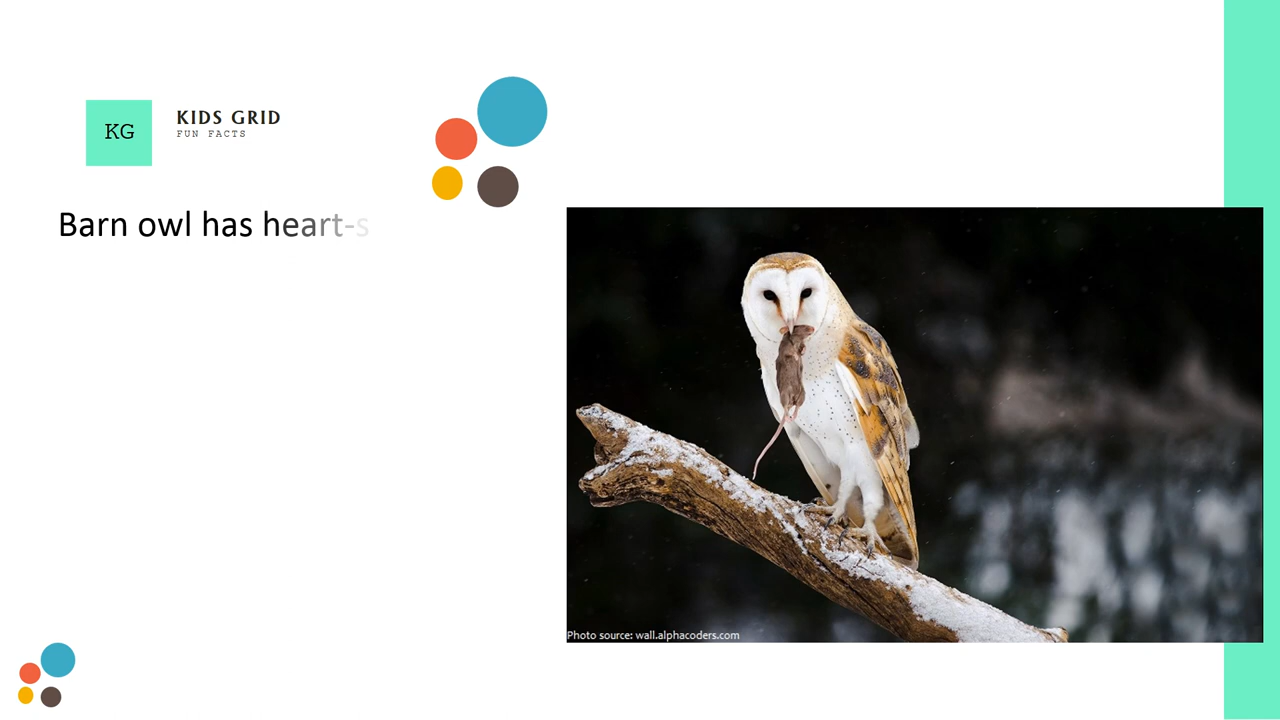 KG
KIDS GRID
FUN FACTS
Barn owl has heart-s
Photo source: wall.alphacoders.com